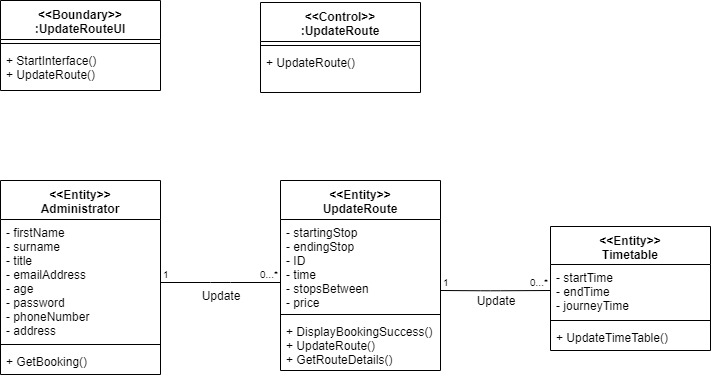 <<Boundary>>
:UpdateRouteUI
+ StartInterface()
+ UpdateRoute()
<<Control>>
:UpdateRoute
+ UpdateRoute()
<<Entity>>
Administrator
- firstName
- surname
- title
- emailAddress
- age
- password
- phoneNumber
- address
+ GetBooking()
1
0...*
Update
<<Entity>>
UpdateRoute
- startingStop
- endingStop
- ID
- time
- stopsBetween
- price
+ DisplayBookingSuccess()
+ UpdateRoute()
+ GetRouteDetails()
1
0...*
Update
<<Entity>>
Timetable
- startTime
- endTime
- journeyTime
+ UpdateTimeTable()